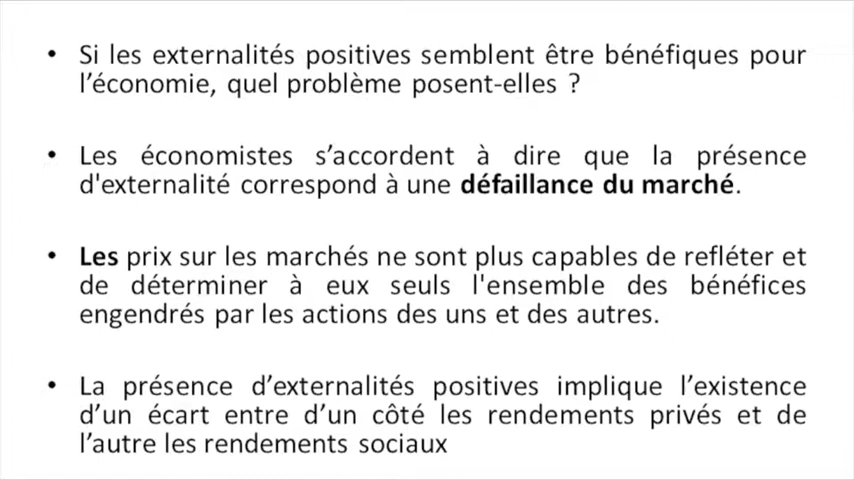 • Si les externalités positives semblent être bénéfiques pour
l’économie, quel problème posent-elles ?
• Les économistes s’accordent à dire que la présence
d'externalité correspond à une défaillance du marché.
• Les prix sur les marchés ne sont plus capables de refléter et
de déterminer à eux seuls l'ensemble des bénéfices
engendrés par les actions des uns et des autres.
• La présence d’externalités positives implique l’existence
d’un écart entre d’un côté les rendements privés et de
l’autre les rendements sociaux